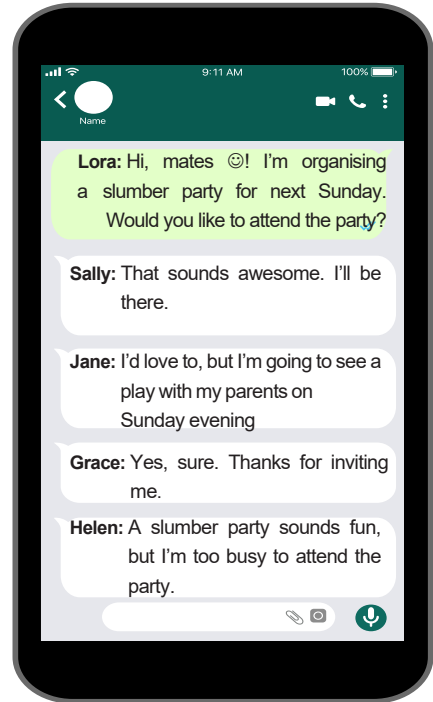 9:11 AM
100%
Name
Lora: Hi, mates ☺! I'm organising
a slumber party for next Sunday.
Would you like to attend the party?
Sally: That sounds awesome. I'll be
there.
Jane: I'd love to, but I'm going to see a
play with my parents on
Sunday evening
Grace: Yes, sure. Thanks for inviting
me.
Helen: A slumber party sounds fun,
but I'm too busy to attend the
party.